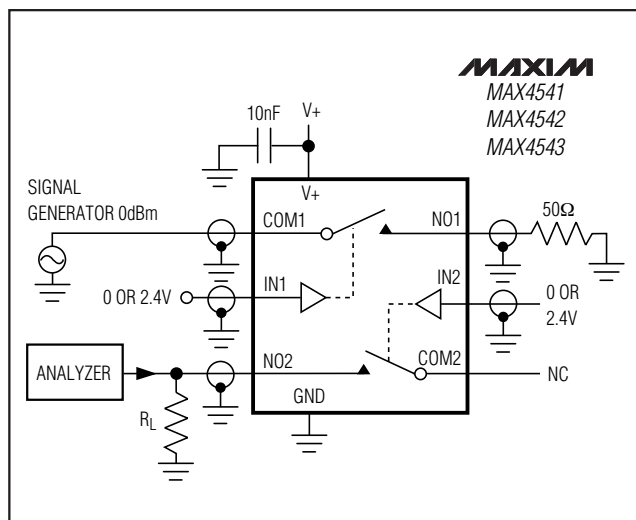 MAXIM
MAX4541
MAX4542
MAX4543
10nF
V+
V+
SIGNAL
GENERATOR 0dBm
COM1
NO1
50Ω
IN1
IN2
0 OR 2.4V
0 OR
2.4V
ANALYZER
NO2
COM2
NC
GND
RL